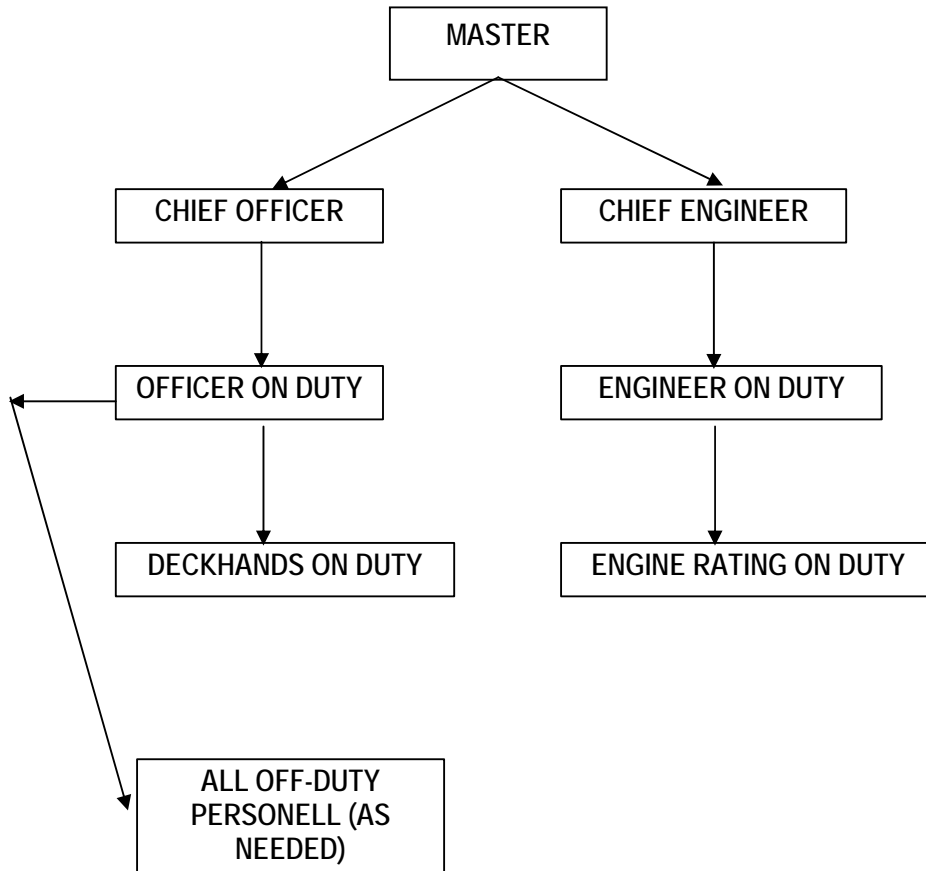 MASTER
CHIEF OFFICER
CHIEF ENGINEER
OFFICER ON DUTY
ENGINEER ON DUTY
DECKHANDS ON DUTY
ENGINE RATING ON DUTY
ALL OFF-DUTY
PERSONELL (AS
NEEDED)